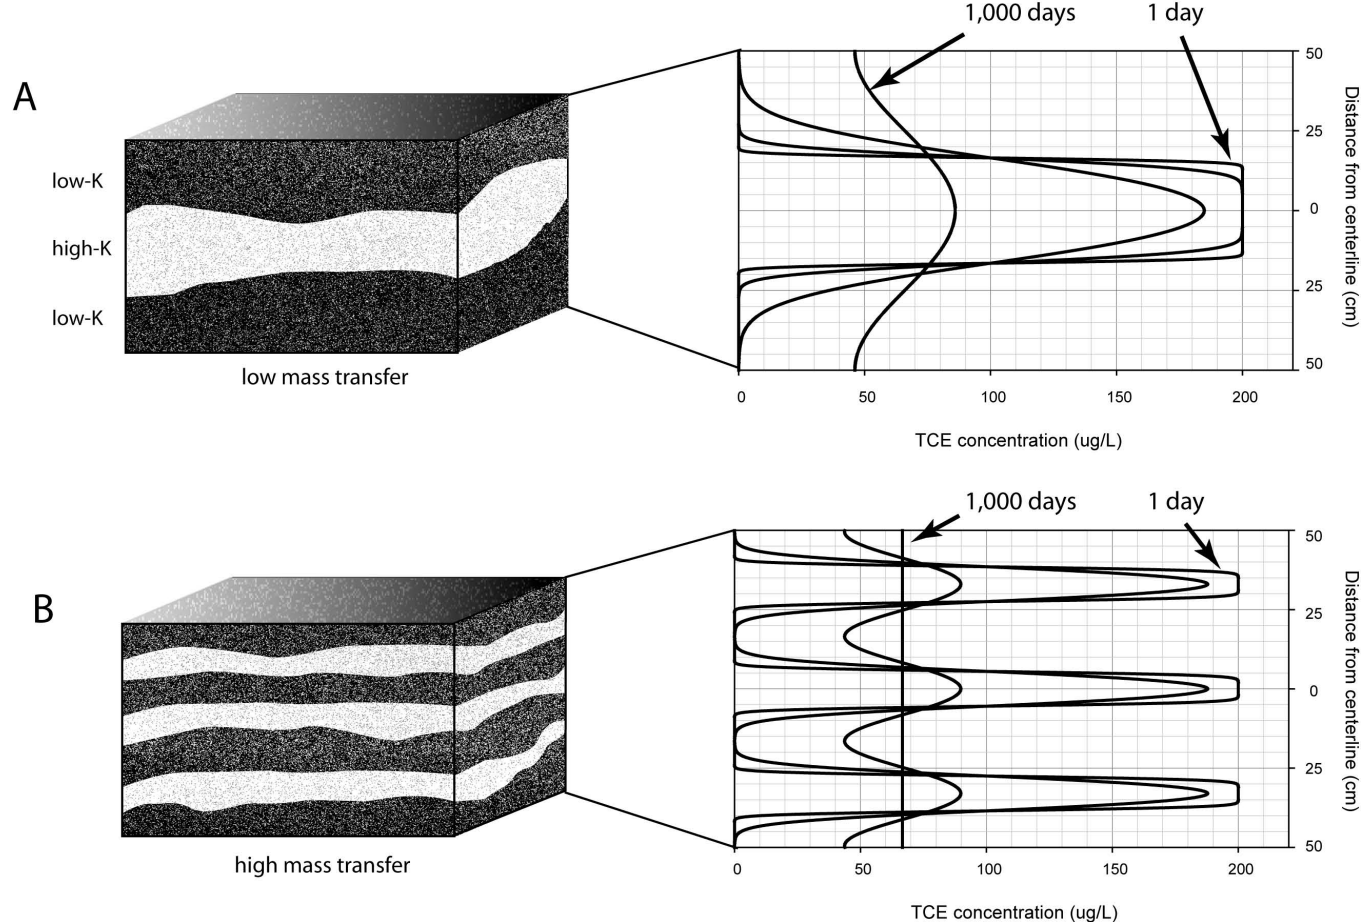 A
low-K
high-K
low-K
low mass transfer
1,000 days
1 day
50
25
0
25
50
Distance from centerline (cm)
0
50
100
150
200
TCE concentration (ug/L)
B
high mass transfer
1,000 days
1 day
50
25
0
25
50
Distance from centerline (cm)
0
50
100
150
200
TCE concentration (ug/L)